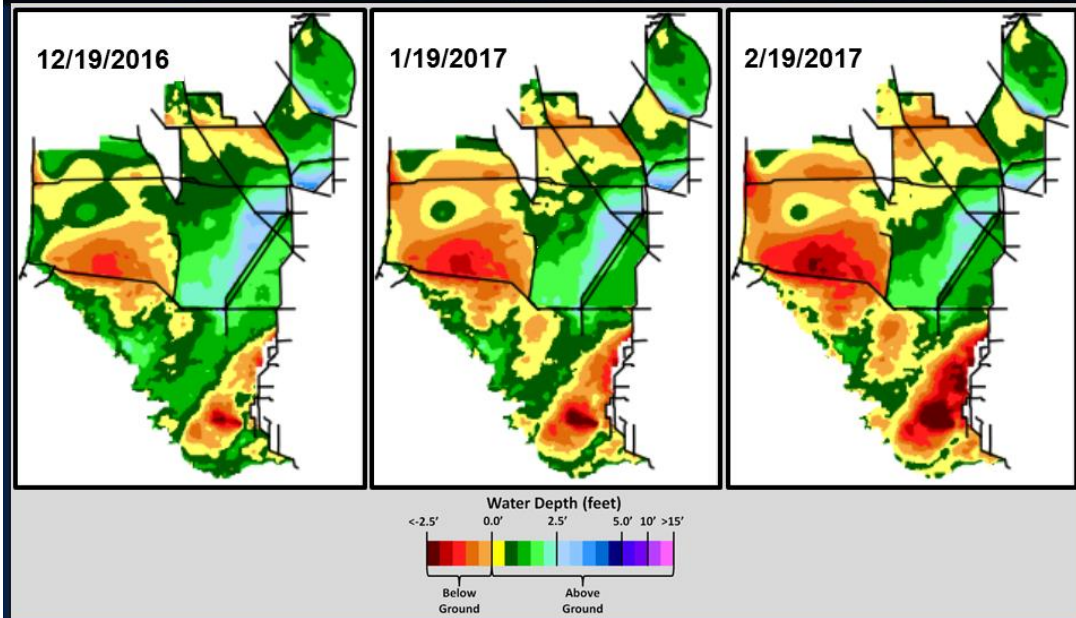 12/19/2016
1/19/2017
2/19/2017
Water Depth (feet)
<-2.5' 0.0' 2.5' 5.0' 10' >15'
Below Above
Ground Ground